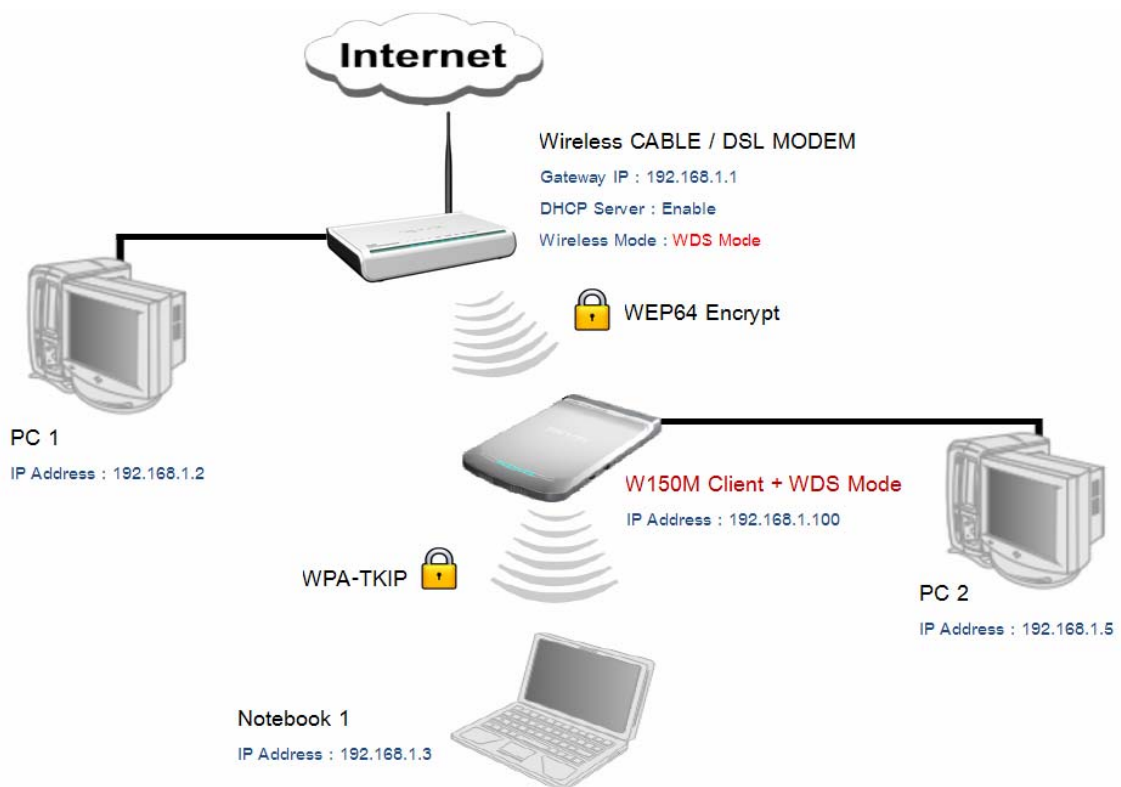 Internet
Wireless CABLE / DSL MODEM
Gateway IP : 192.168.1.1
DHCP Server : Enable
Wireless Mode : WDS Mode
WEP64 Encrypt
PC 1
IP Address : 192.168.1.2
W150M Client + WDS Mode
IP Address : 192.168.1.100
WPA-TKIP
PC 2
IP Address : 192.168.1.5
Notebook 1
IP Address : 192.168.1.3